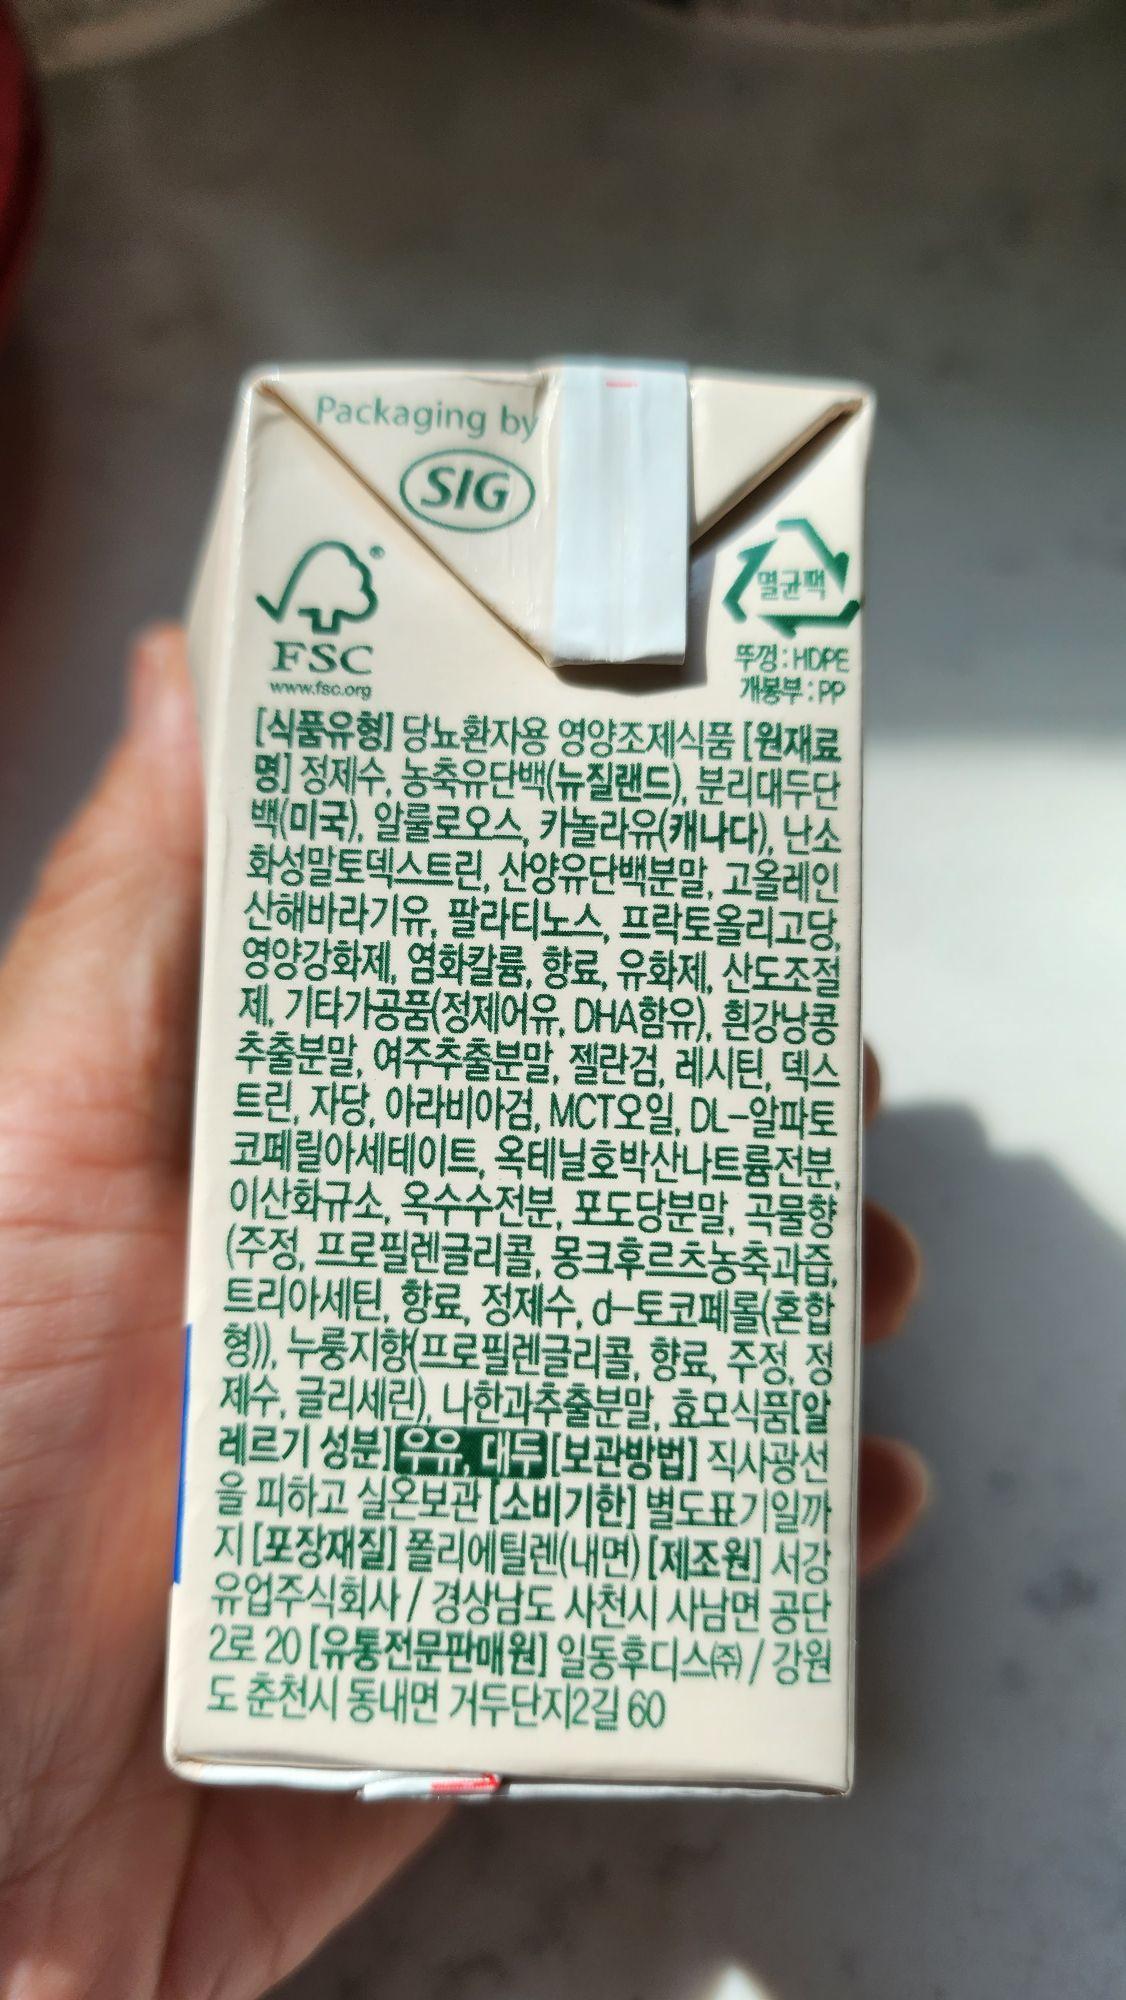 Packaging by
SIG
®
FSC
www.fsc.org
멸균팩
뚜껑:HDPE
개봉부:PP
[식품유형] 당뇨환자용 영양조제식품 [원재료
명] 정제수, 농축유단백(뉴질랜드), 분리대두단
백(미국), 알룰로오스, 카놀라유(캐나다), 난소
화성말토덱스트린, 산양유단백분말, 고올레인
산해바라기유, 팔라티노스, 프락토올리고당,
영양강화제, 염화칼륨, 향료, 유화제, 산도조절
제, 기타가공품(정제어유, DHA함유), 흰강낭콩
추출분말, 여주추출분말, 젤란검, 레시틴, 덱스
트린, 자당, 아라비아검, MCT오일, DL-알파토
코페릴아세테이트, 옥테닐호박산나트륨전분,
이산화규소, 옥수수전분, 포도당분말, 곡물향
(주정, 프로필렌글리콜, 몽크후르츠농축과즙,
트리아세틴, 향료, 정제수, d-토코페롤(혼합
형)), 누룽지향(프로필렌글리콜, 향료, 주정, 정
제수, 글리세린), 나한과추출분말, 효모식품[알
레르기 성분]우유, 대두[보관방법] 직사광선
을 피하고 실온보관 [소비기한] 별도표기일까
지 [포장재질] 폴리에틸렌(내면) [제조원] 서강
유업주식회사 / 경상남도 사천시 사남면 공단
2로 20 [유통전문판매원] 일동후디스㈜ / 강원
도 춘천시 동내면 거두단지2길 60